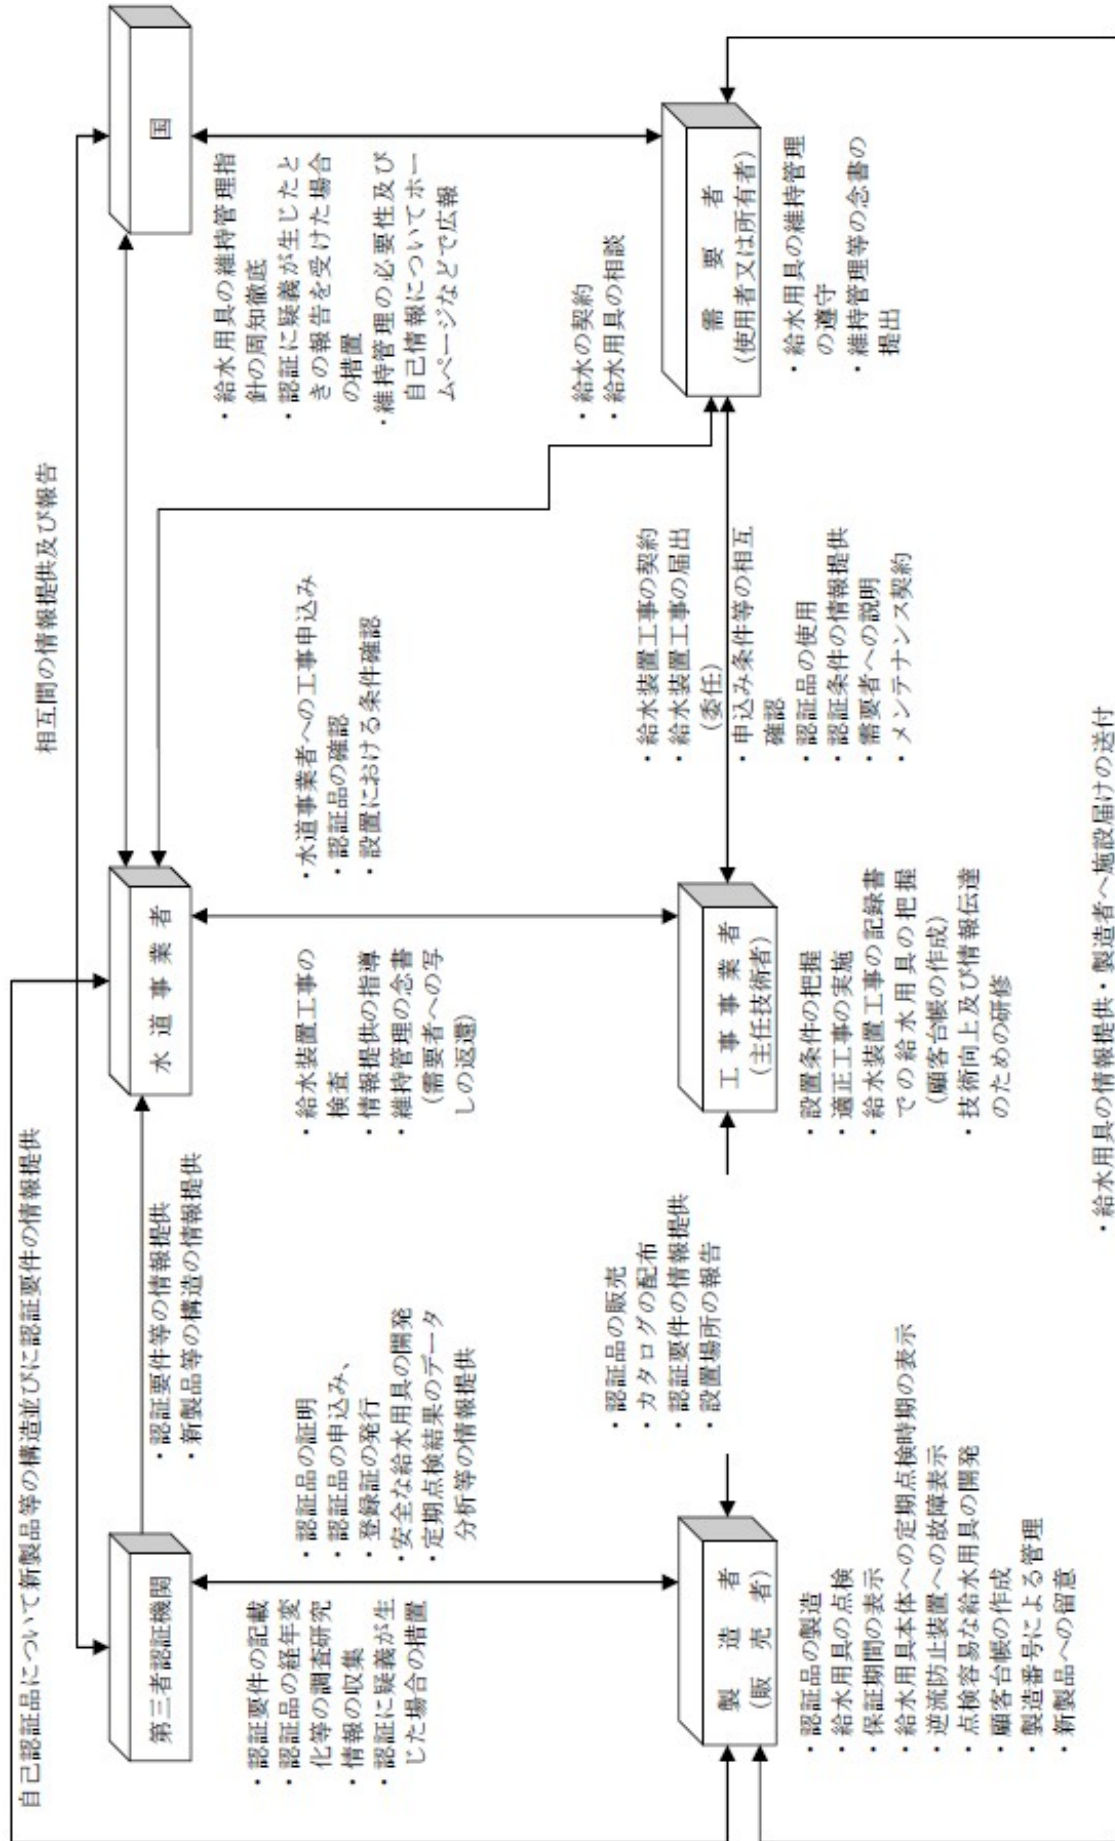 自己認証品について新製品等の構造並びに認証要件の情報提供
相互間の情報提供及び報告
第三者認証機関
・認証要件等の情報提供
・新製品等の構造の情報提供
水道事業者
国
・認証要件の記載
・認証品の経年変
化等の調査研究
・情報の収集
・認証に疑義が生
じた場合の措置
・認証品の証明
・認証品の申込み、
登録証の発行
・安全な給水用具の開発
・定期点検結果のデータ
分析等の情報提供
・給水装置工事の
検査
・情報提供の指導
・維持管理の念書
(需要者への写
しの返還)
・水道事業者への工事申込み
・認証品の確認
・設置における条件確認
・給水用具の維持管理指
針の周知徹底
・認証に疑義が生じたと
きの報告を受けた場合
の措置
・維持管理の必要性及び
自己情報についてホー
ムページなどで広報
・給水の契約
・給水用具の相談
・認証品の販売
・カタログの配布
・認証要件の情報提供
・設置場所の報告
・給水装置工事の契約
・給水装置工事の届出
(委任)
・申込み条件等の相互
確認
・認証品の使用
・認証条件の情報提供
・需要者への説明
・メンテナンス契約
製造者
(販売者)
工事事業者
(主任技術者)
需要者
(使用者又は所有者)
・認証品の製造
・給水用具の点検
・保証期間の表示
・給水用具本体への定期点検時期の表示
・逆流防止装置への故障表示
・点検容易な給水用具の開発
・顧客台帳の作成
・製造番号による管理
・新製品への留意
・設置条件の把握
・適正工事の実施
・給水装置工事の記録書
での給水用具の把握
(顧客台帳の作成)
・技術向上及び情報伝達
のための研修
・給水用具の維持管理
の遵守
・維持管理等の念書の
提出
・給水用具の情報提供・製造者へ施設届けの送付